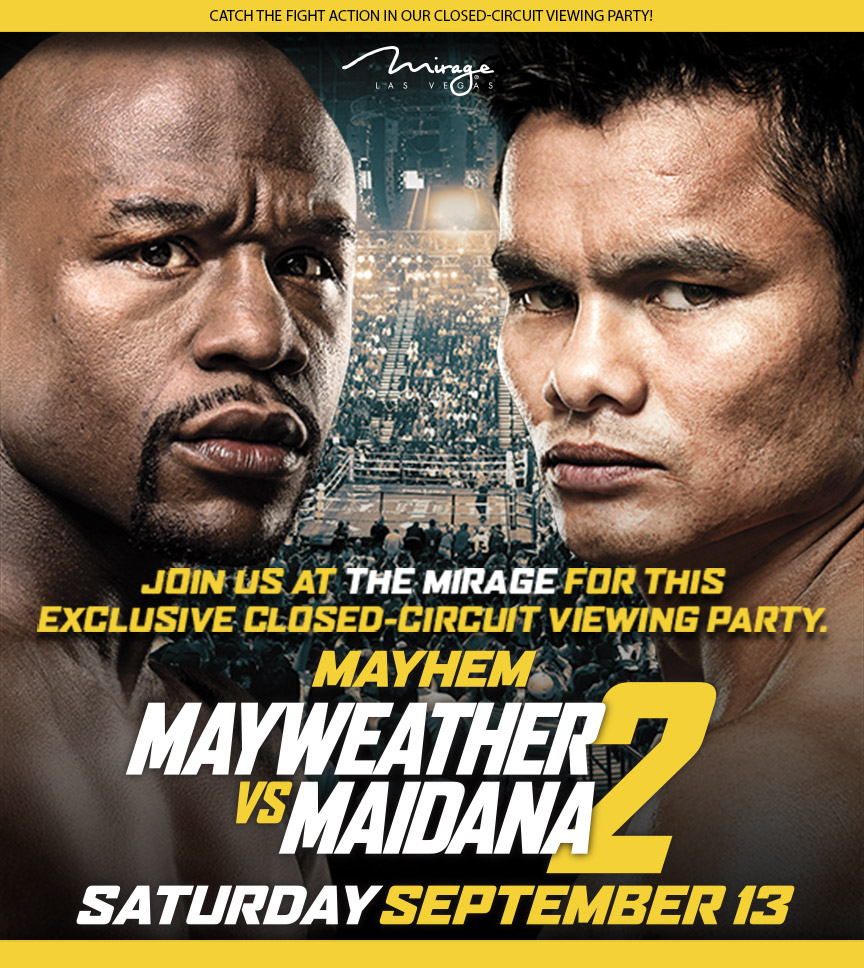 CATCH THE FIGHT ACTION IN OUR CLOSED-CIRCUIT VIEWING PARTY!
Mirage®
LAS VEGAS
JOIN US AT THE MIRAGE FOR THIS
EXCLUSIVE CLOSED-CIRCUIT VIEWING PARTY.
MAYHEM
MAYWEATHER 2
VS MAIDANA
SATURDAY SEPTEMBER 13